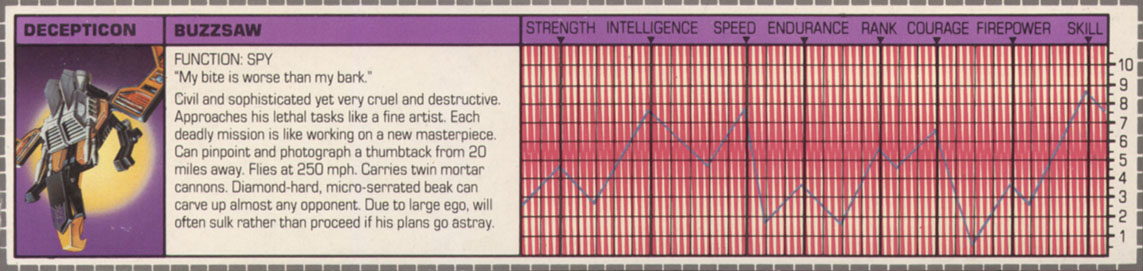 DECEPTICON
BUZZSAW
FUNCTION: SPY
"My bite is worse than my bark."
Civil and sophisticated yet very cruel and destructive.
Approaches his lethal tasks like a fine artist. Each
deadly mission is like working on a new masterpiece.
Can pinpoint and photograph a thumbtack from 20
miles away. Flies at 250 mph. Carries twin mortar
cannons. Diamond-hard, micro-serrated beak can
carve up almost any opponent. Due to large ego, will
often sulk rather than proceed if his plans go astray.
STRENGTH INTELLIGENCE SPEED ENDURANCE RANK COURAGE FIREPOWER SKILL
10
9
8
7
6
5
4
3
2
1